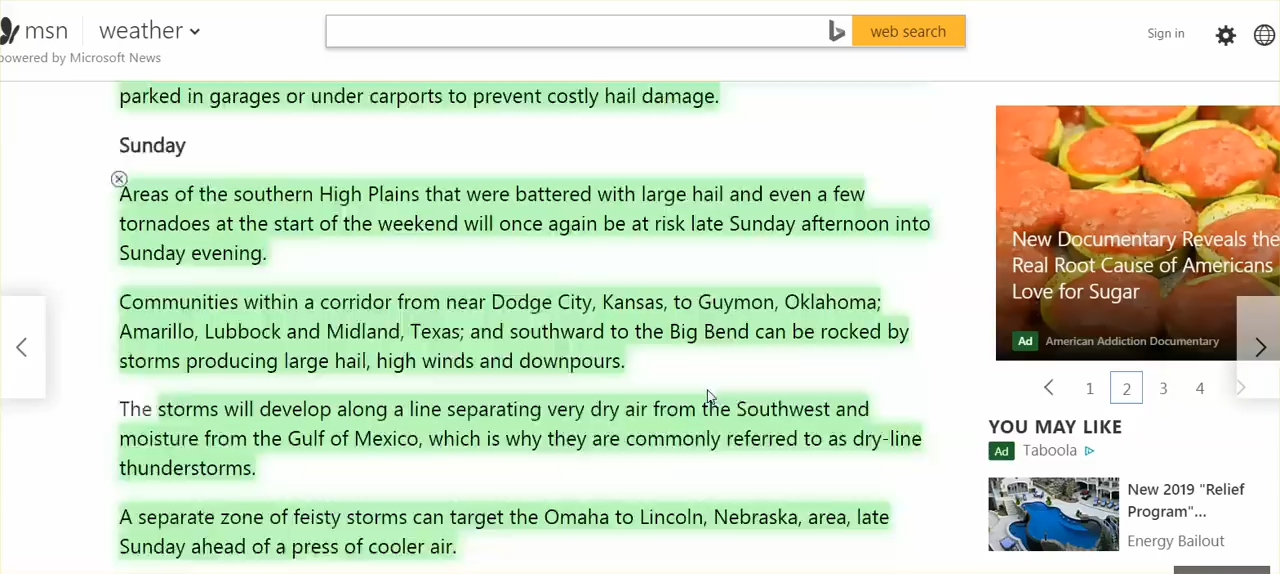 msn weather
web search
Sign in
powered by Microsoft News
parked in garages or under carports to prevent costly hail damage.
Sunday
Areas of the southern High Plains that were battered with large hail and even a few
tornadoes at the start of the weekend will once again be at risk late Sunday afternoon into
Sunday evening.
Communities within a corridor from near Dodge City, Kansas, to Guymon, Oklahoma;
Amarillo, Lubbock and Midland, Texas; and southward to the Big Bend can be rocked by
storms producing large hail, high winds and downpours.
The storms will develop along a line separating very dry air from the Southwest and
moisture from the Gulf of Mexico, which is why they are commonly referred to as dry-line
thunderstorms.
A separate zone of feisty storms can target the Omaha to Lincoln, Nebraska, area, late
Sunday ahead of a press of cooler air.
New Documentary Reveals the
Real Root Cause of Americans
Love for Sugar
Ad American Addiction Documentary
1 2 3 4
YOU MAY LIKE
Ad Taboola
New 2019 "Relief
Program"...
Energy Bailout